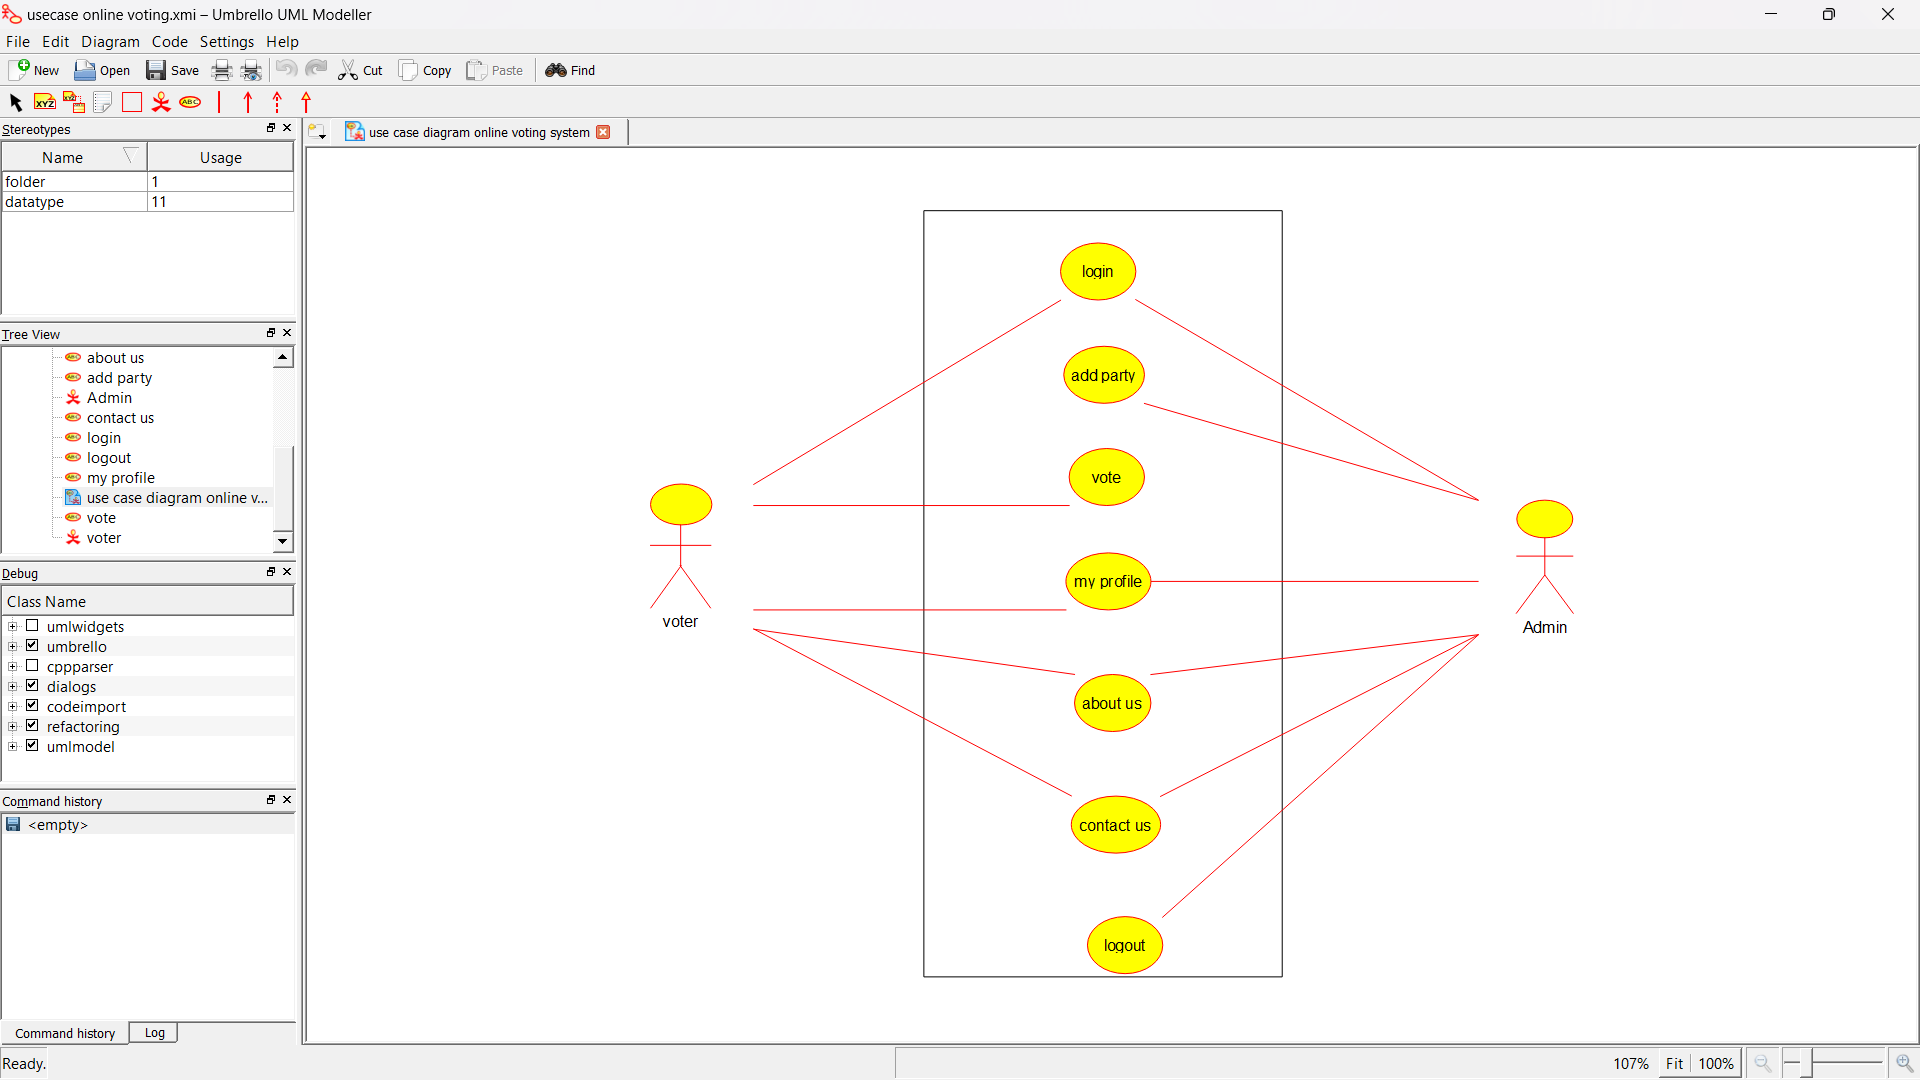 usecase online voting.xmi – Umbrello UML Modeller
File Edit Diagram Code Settings Help
New Open Save Cut Copy Paste Find
XYZ XYZ ABC
Stereotypes
use case diagram online voting system
Name Usage
folder 1
datatype 11
Tree View
about us
add party
Admin
contact us
login
logout
my profile
use case diagram online v...
vote
voter
Debug
Class Name
umlwidgets
umbrello
cppparser
dialogs
codeimport
refactoring
umlmodel
Command history
<empty>
Command history Log
login
add party
vote
my profile
about us
contact us
logout
voter
Admin
Ready.
107% Fit 100%